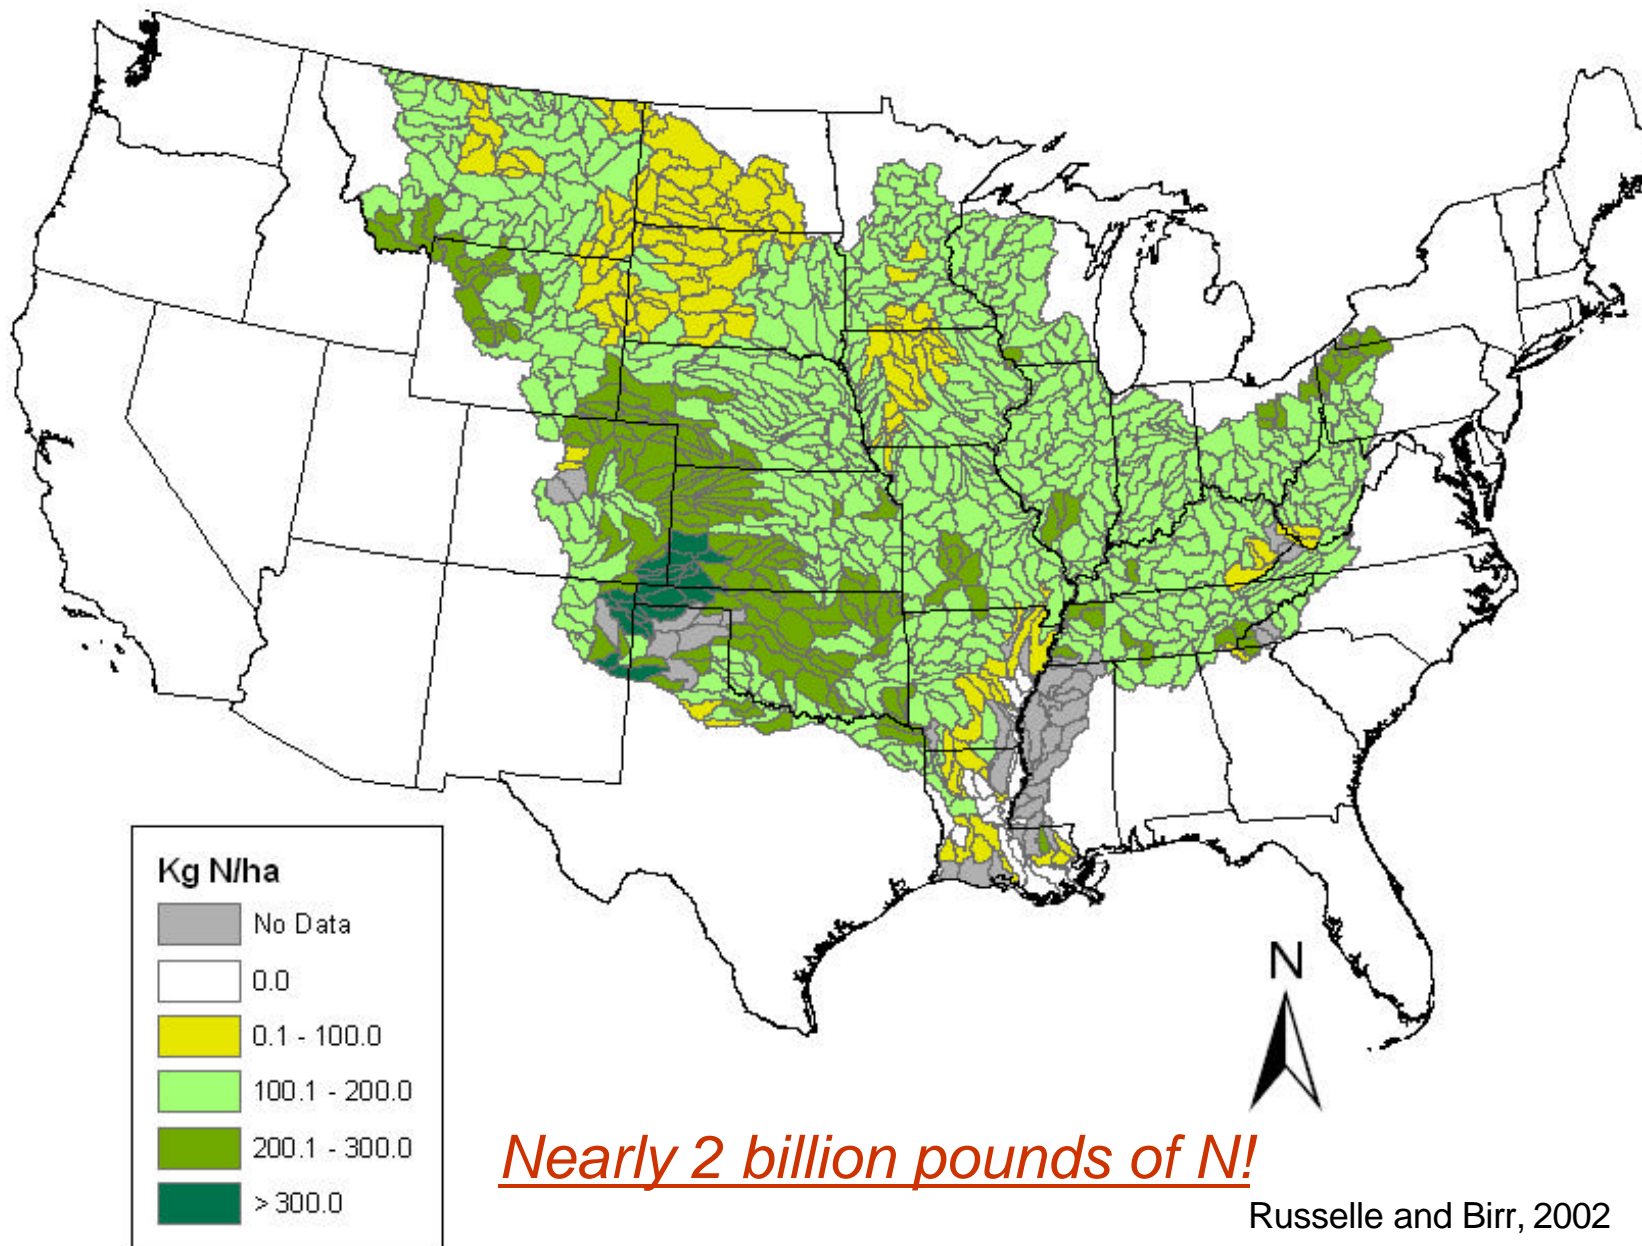 N
Kg N/ha
No Data
0.0
0.1 - 100.0
100.1 - 200.0
200.1 - 300.0
> 300.0
Nearly 2 billion pounds of N!
Russelle and Birr, 2002